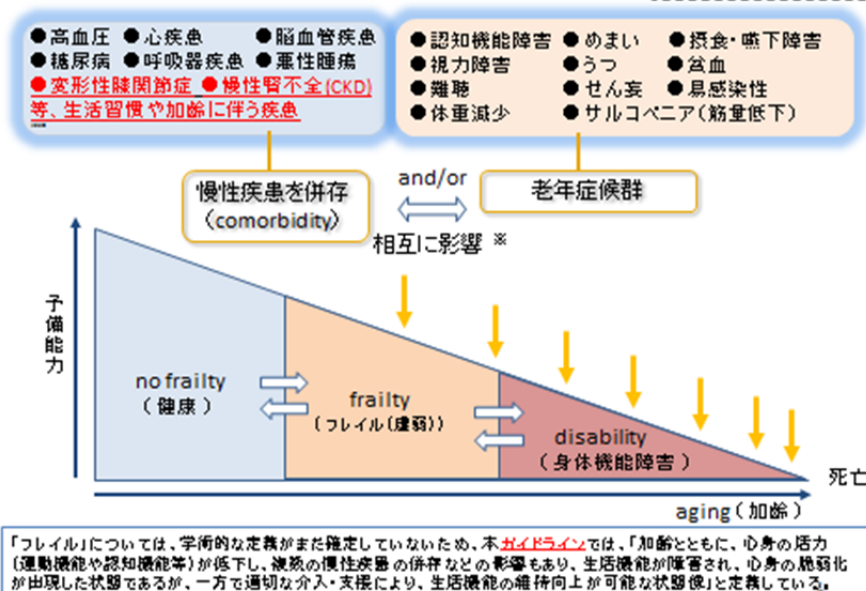 ●高血圧 ●心疾患 ●脳血管疾患
●糖尿病 ●呼吸器疾患 ●悪性腫瘍
●変形性膝関節症 ●慢性腎不全(CKD)
等、生活習慣や加齢に伴う疾患
●認知機能障害 ●めまい ●摂食・嚥下障害
●視力障害 ●うつ ●貧血
●難聴 ●せん妄 ●易感染性
●体重減少 ●サルコペニア(筋量低下)
慢性疾患を併存
(comorbidity)
and/or
相互に影響 ※
老年症候群
予備能力
no frailty
(健康)
frailty
(フレイル(虚弱))
disability
(身体機能障害)
死亡
aging(加齢)
「フレイル」については、学術的な定義がまだ確定していないため、本ガイドラインでは、「加齢とともに、心身の活力
(運動機能や認知機能等)が低下し、複数の慢性疾患の併存などの影響もあり、生活機能が障害され、心身の脆弱化
が出現した状態であるが、一方で適切な介入・支援により、生活機能の維持向上が可能な状態像」と定義している。